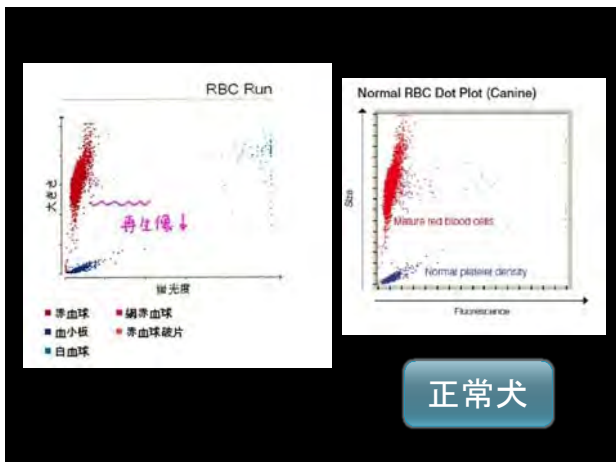 RBC Run
大きさ
再生像↓
蛍光度
赤血球
網赤血球
血小板
赤血球破片
白血球
Normal RBC Dot Plot (Canine)
Size
Mature red blood cells
Normal platelet density
Fluorescence
正常犬